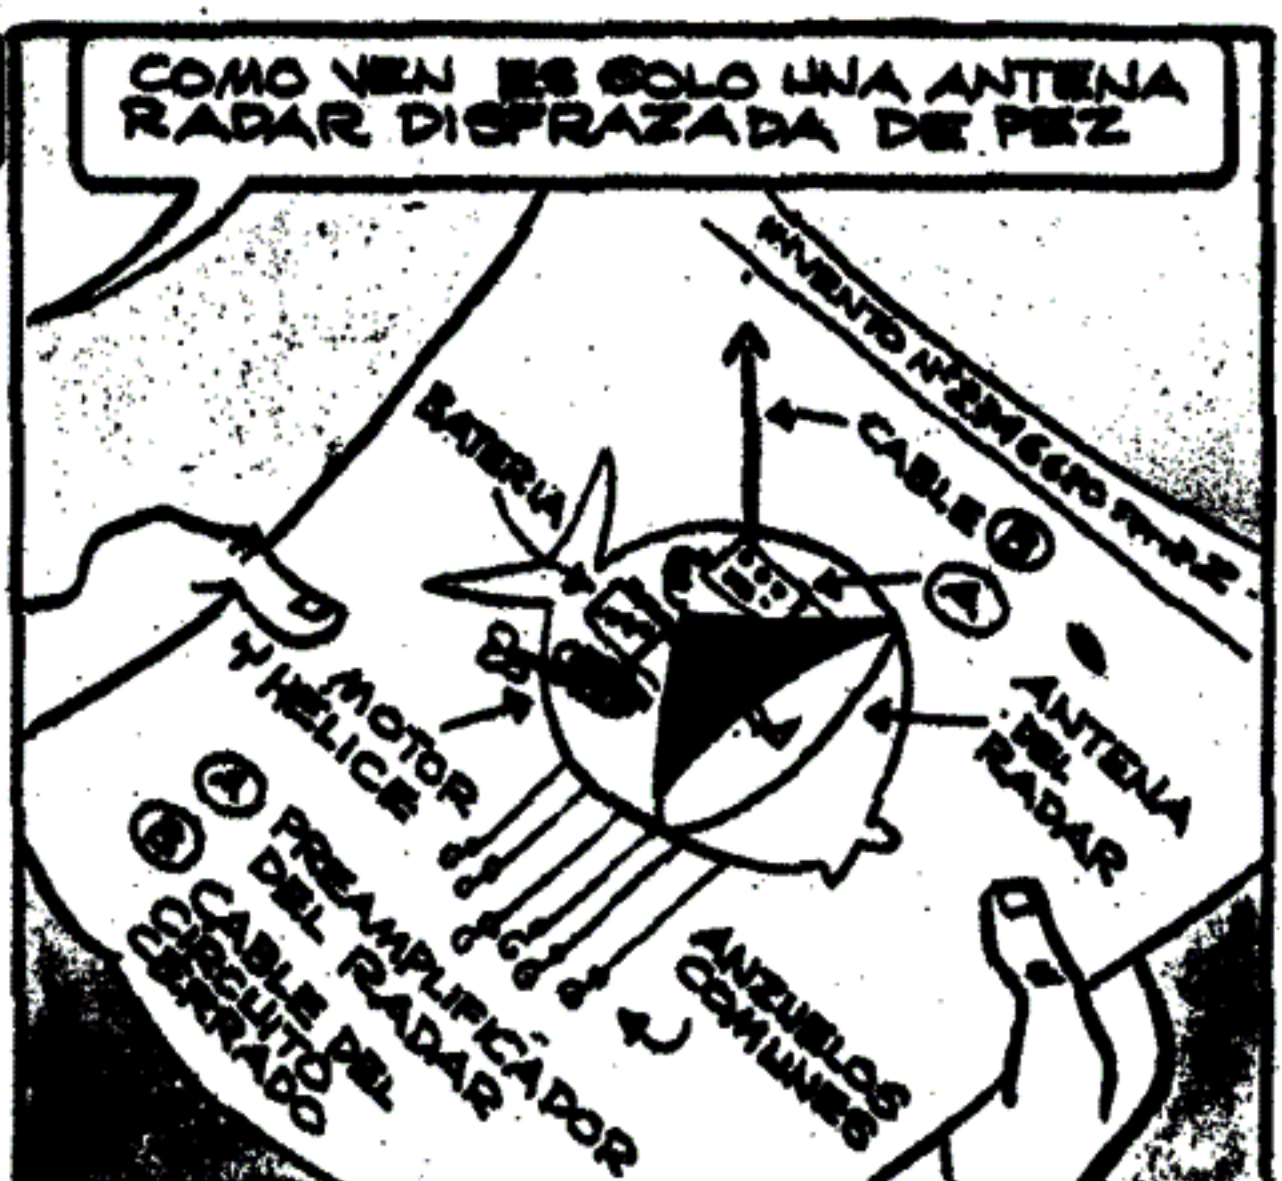 COMO VEN ES SOLO UNA ANTENA
RADAR DISFRAZADA DE PEZ
INVENTO Nº
BATERIA
CABLE B
A
ANTENA
DEL
RADAR
MOTOR
Y HELICE
A PREAMPLIFICADOR
DEL RADAR
B CABLE DEL
CIRCUITO
CERRADO
ANZUELOS
COMUNES